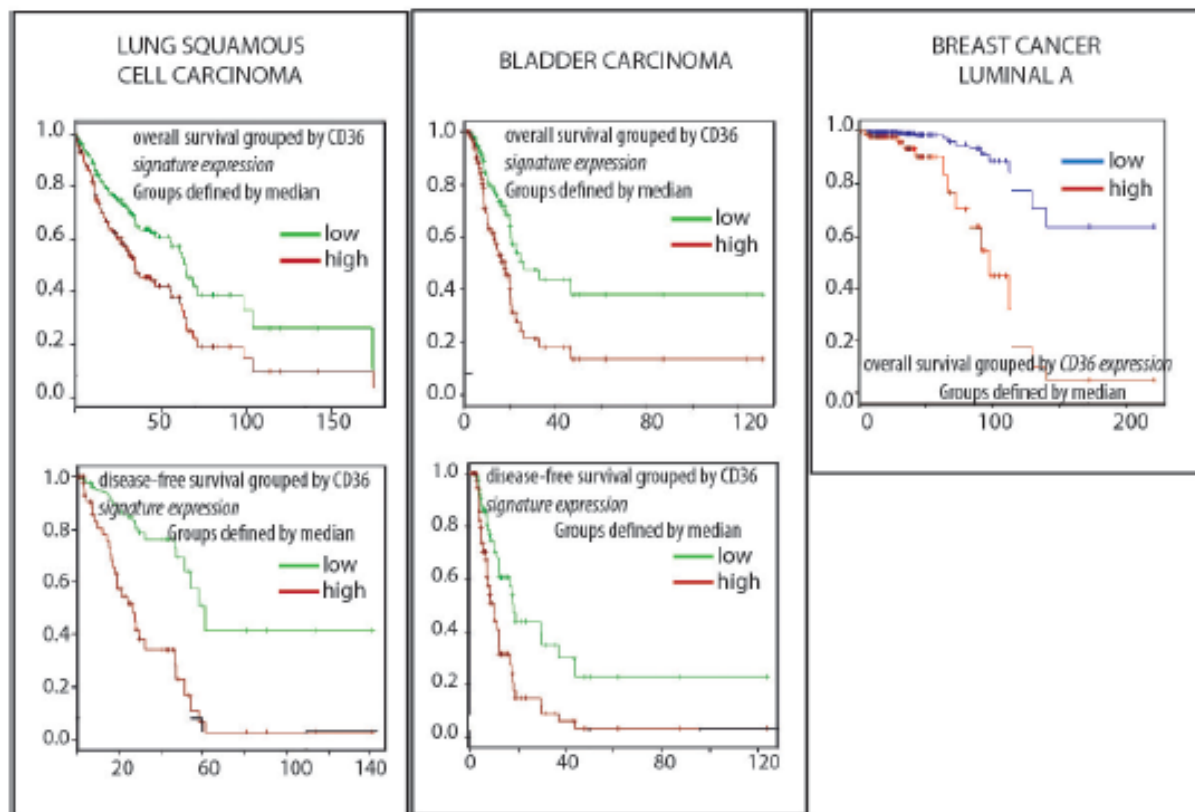 LUNG SQUAMOUS
CELL CARCINOMA
1.0
0.8
0.6
0.4
0.2
0.0
overall survival grouped by CD36
signature expression
Groups defined by median
low
high
50
100
150
1.0
0.8
0.6
0.4
0.2
0.0
disease-free survival grouped by CD36
signature expression
Groups defined by median
low
high
20
60
100
140
BLADDER CARCINOMA
1.0
0.8
0.6
0.4
0.2
0.0
overall survival grouped by CD36
signature expression
Groups defined by median
low
high
0
40
80
120
1.0
0.8
0.6
0.4
0.2
0.0
disease-free survival grouped by CD36
signature expression
Groups defined by median
low
high
0
40
80
120
BREAST CANCER
LUMINAL A
1.0
0.8
0.6
0.4
0.2
0.0
low
high
overall survival grouped by CD36 expression
Groups defined by median
0
100
200